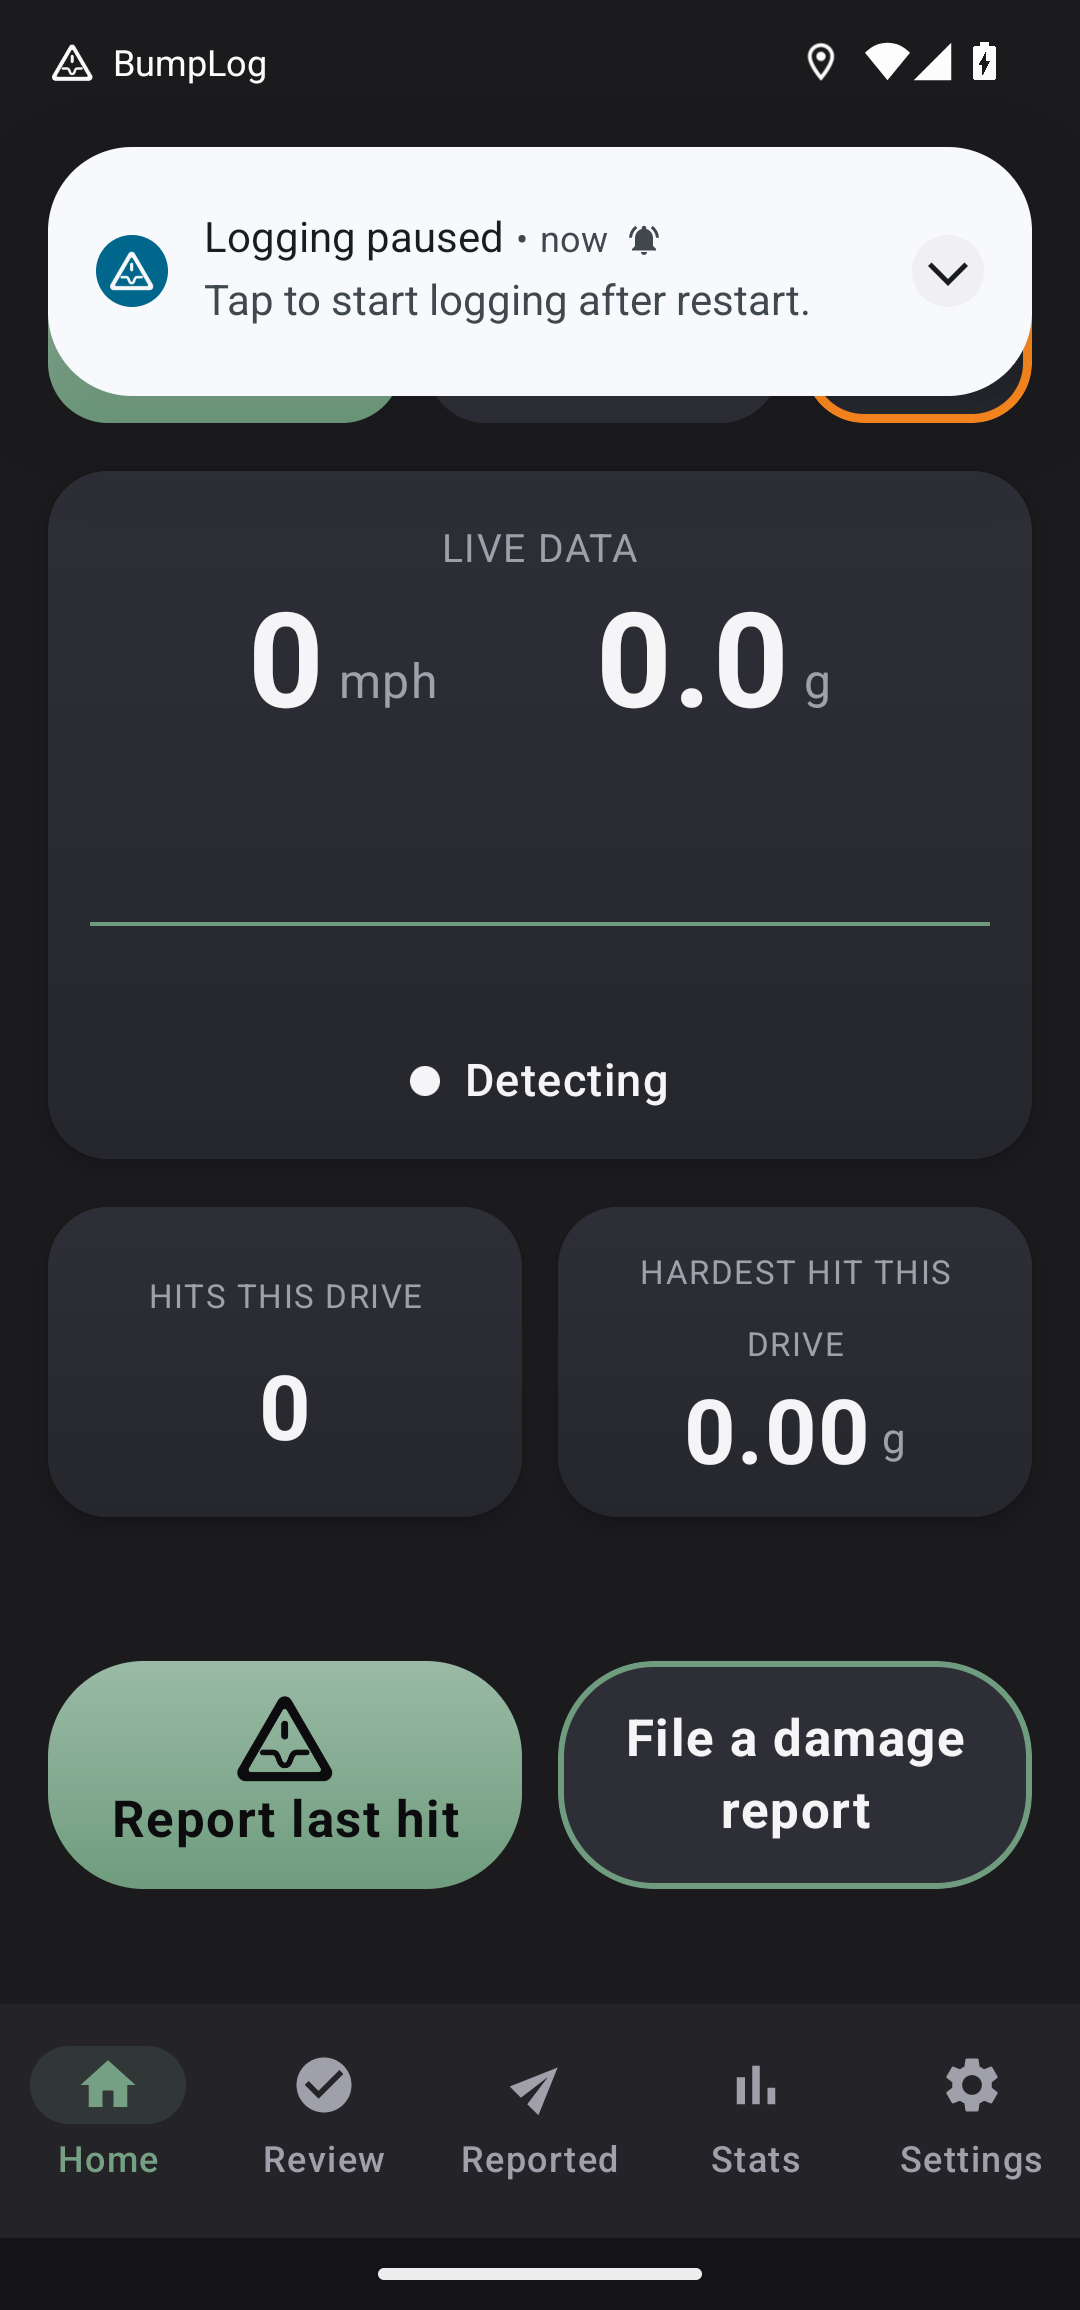 BumpLog
Logging paused • now
Tap to start logging after restart.
LIVE DATA
0 mph 0.0 g
Detecting
HITS THIS DRIVE
0
HARDEST HIT THIS
DRIVE
0.00 g
Report last hit
File a damage
report
Home Review Reported Stats Settings